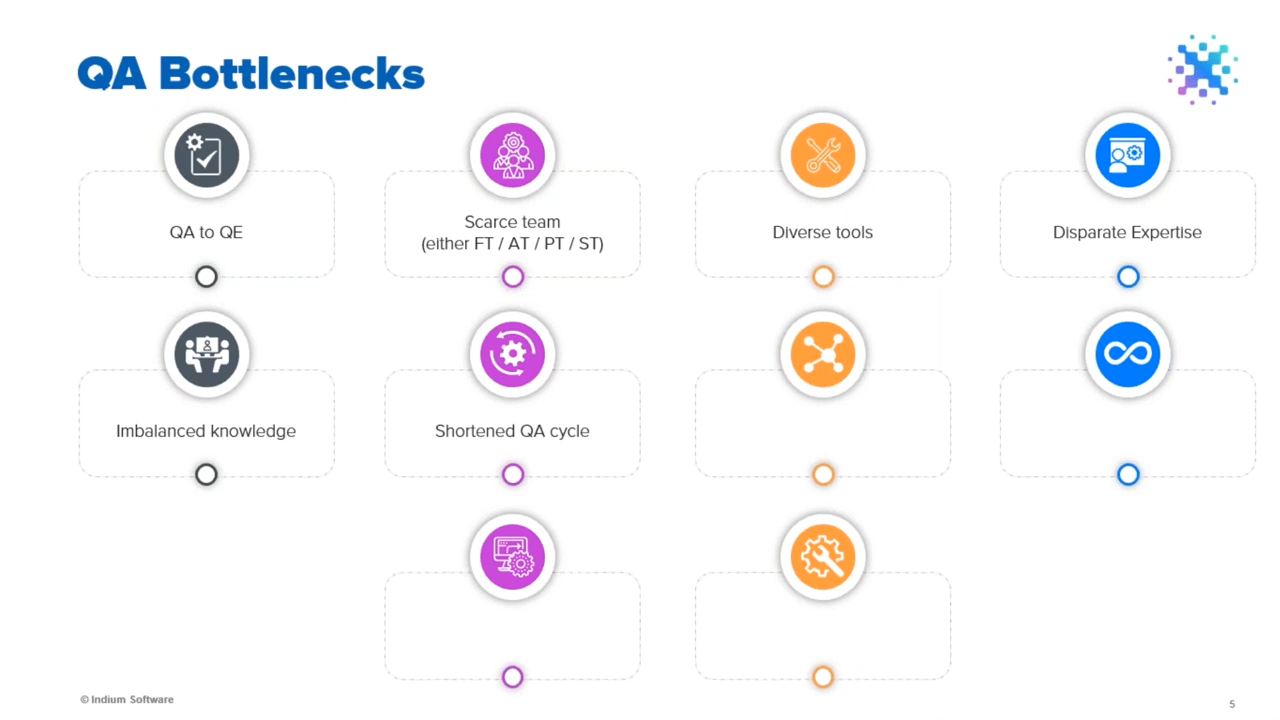 QA Bottlenecks
QA to QE
Scarce team
(either FT / AT / PT / ST)
Diverse tools
Disparate Expertise
Imbalanced knowledge
Shortened QA cycle
© Indium Software
5